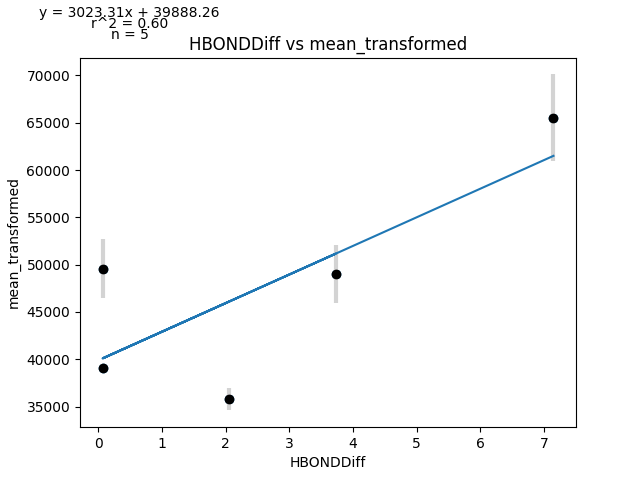 y = 3023.31x + 39888.26
r^2 = 0.60
n = 5
HBONDDiff vs mean_transformed
70000
65000
60000
55000
50000
45000
40000
35000
mean_transformed
0 1 2 3 4 5 6 7
HBONDDiff